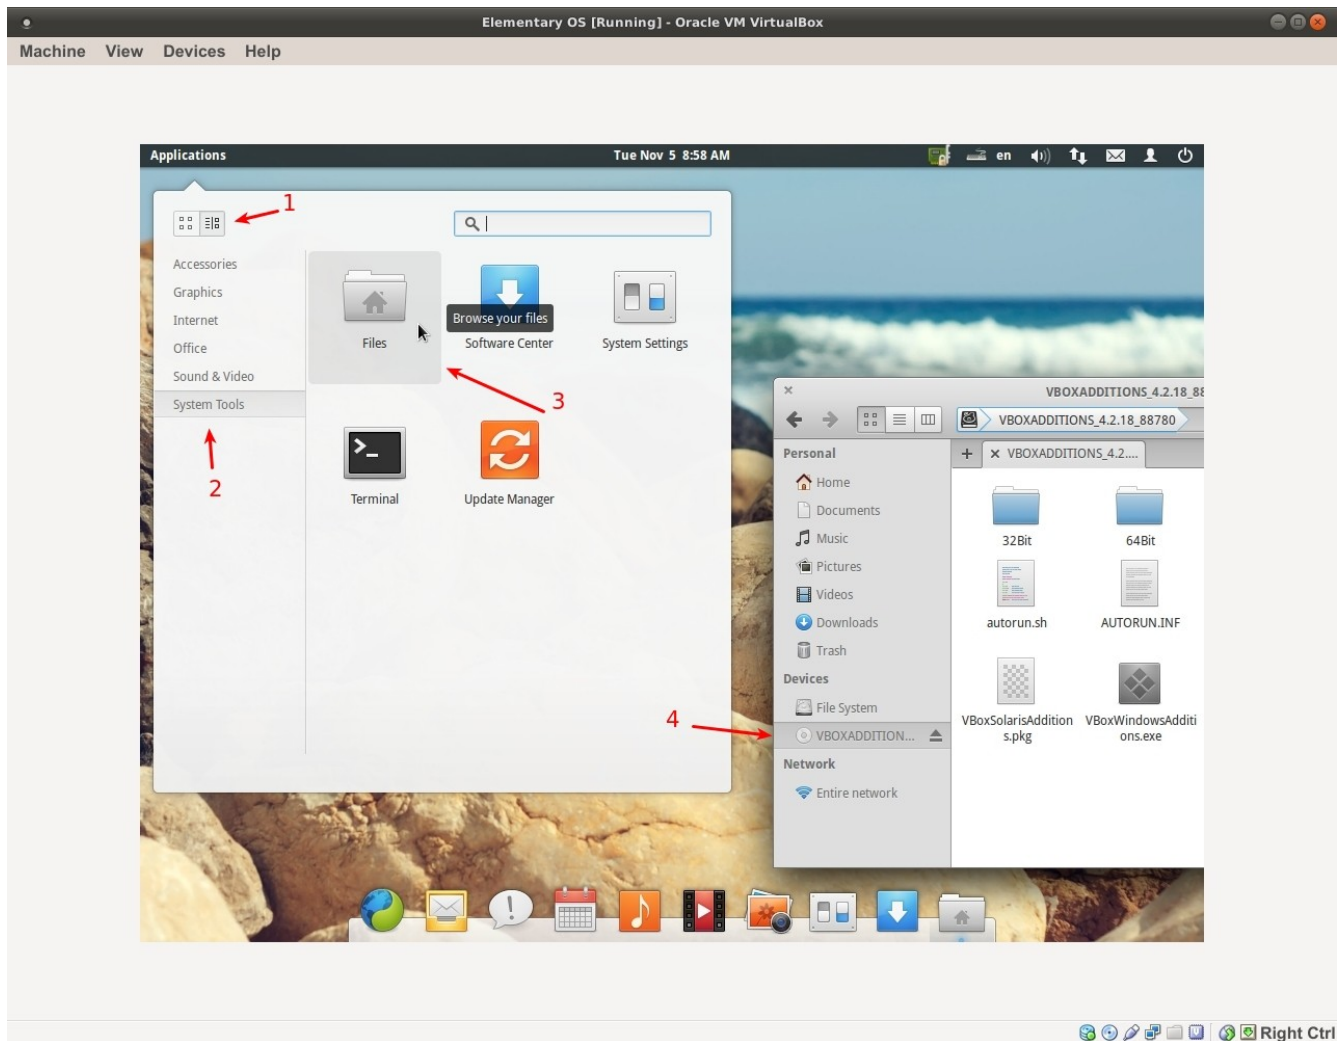 Elementary OS [Running] - Oracle VM VirtualBox
Machine View Devices Help
Applications
Tue Nov 5 8:58 AM
en
1
Accessories
Graphics
Internet
Office
Sound & Video
System Tools
2
Files
Browse your files
Software Center
System Settings
3
Terminal
Update Manager
VBOXADDITIONS_4.2.18_88
VBOXADDITIONS_4.2.18_88780
Personal
VBOXADDITIONS_4.2....
Home
Documents
Music
Pictures
Videos
Downloads
Trash
Devices
File System
4
VBOXADDITION...
Network
Entire network
32Bit
64Bit
autorun.sh
AUTORUN.INF
VBoxSolarisAddition
s.pkg
VBoxWindowsAdditi
ons.exe
Right Ctrl